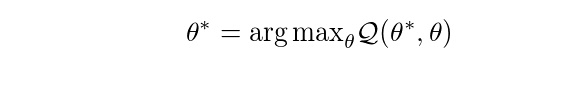 θ* = arg max_θ 𝒬(θ*, θ)